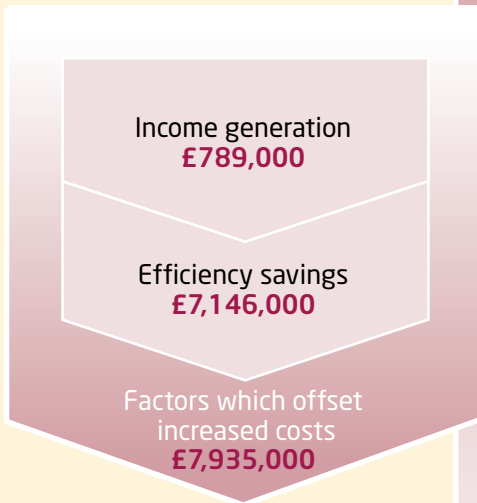 Income generation
£789,000
Efficiency savings
£7,146,000
Factors which offset
increased costs
£7,935,000